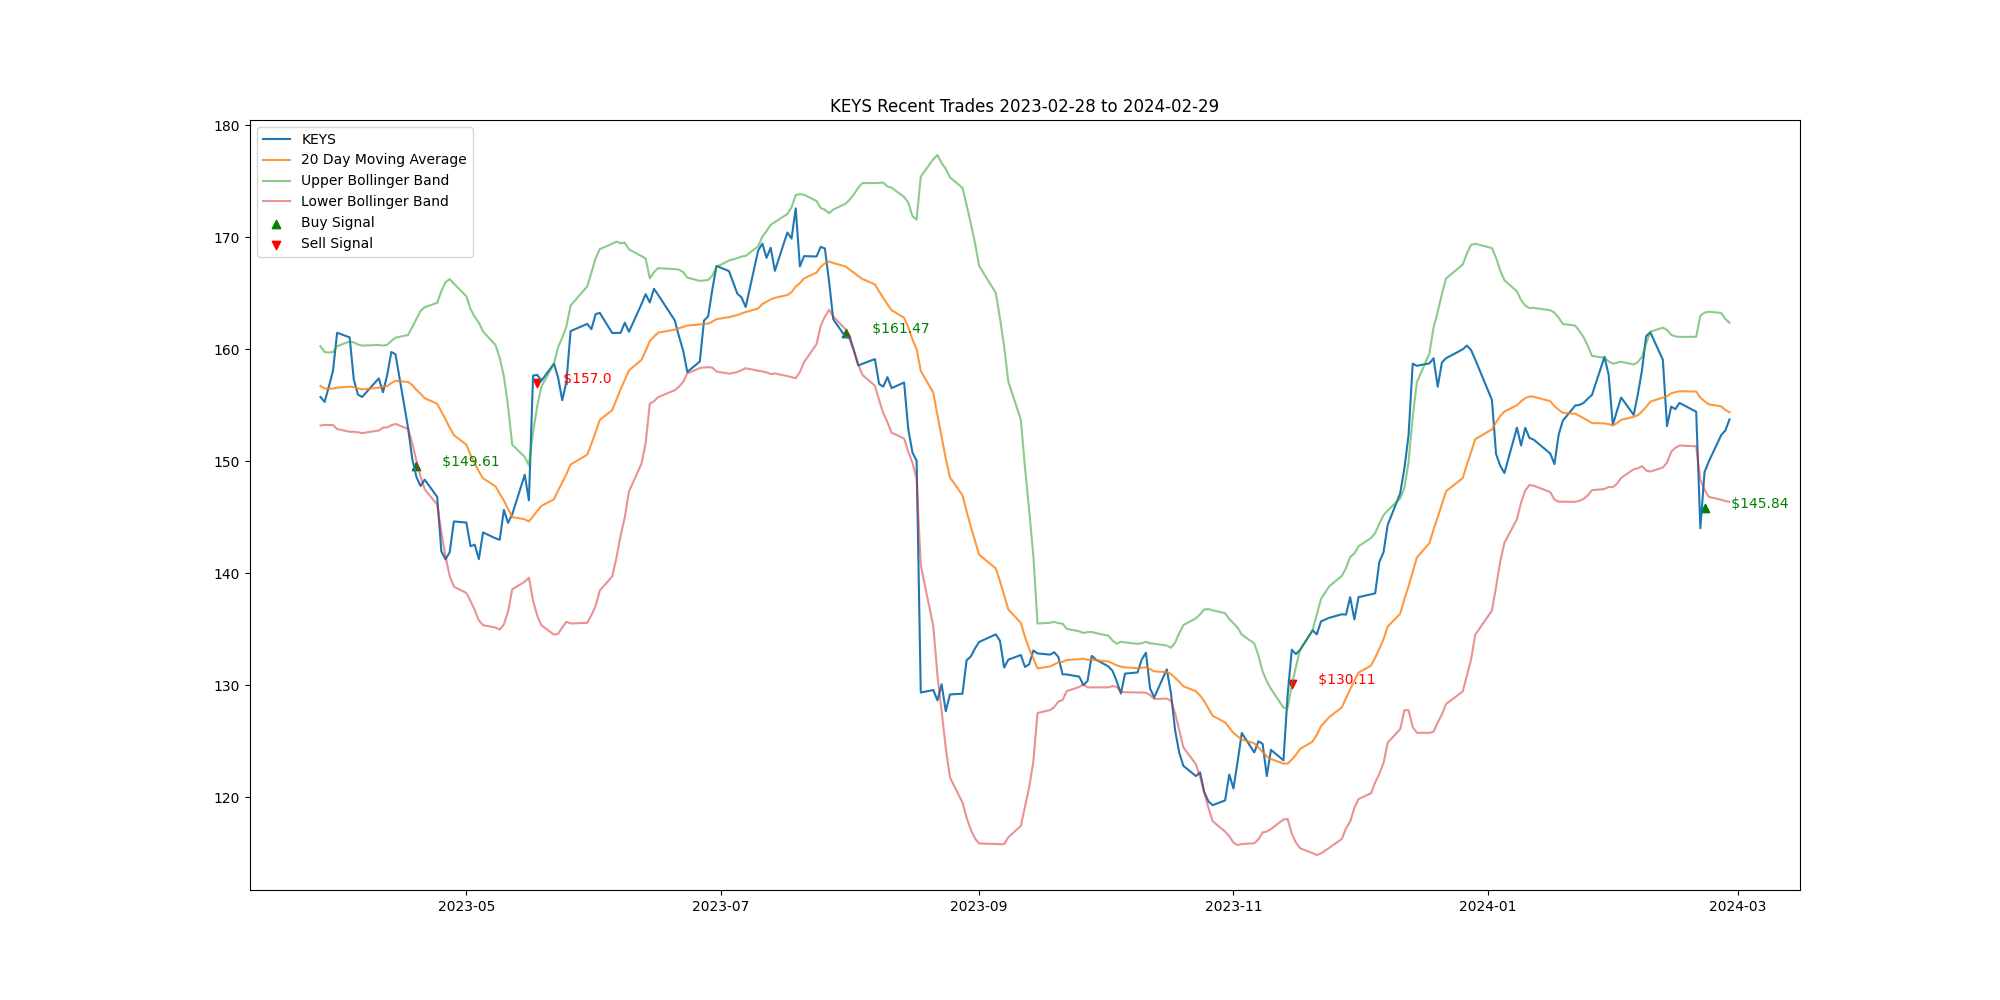 KEYS Recent Trades 2023-02-28 to 2024-02-29
180
170
160
150
140
130
120
KEYS
20 Day Moving Average
Upper Bollinger Band
Lower Bollinger Band
Buy Signal
Sell Signal
$161.47
$157.0
$149.61
$145.84
$130.11
2023-05
2023-07
2023-09
2023-11
2024-01
2024-03